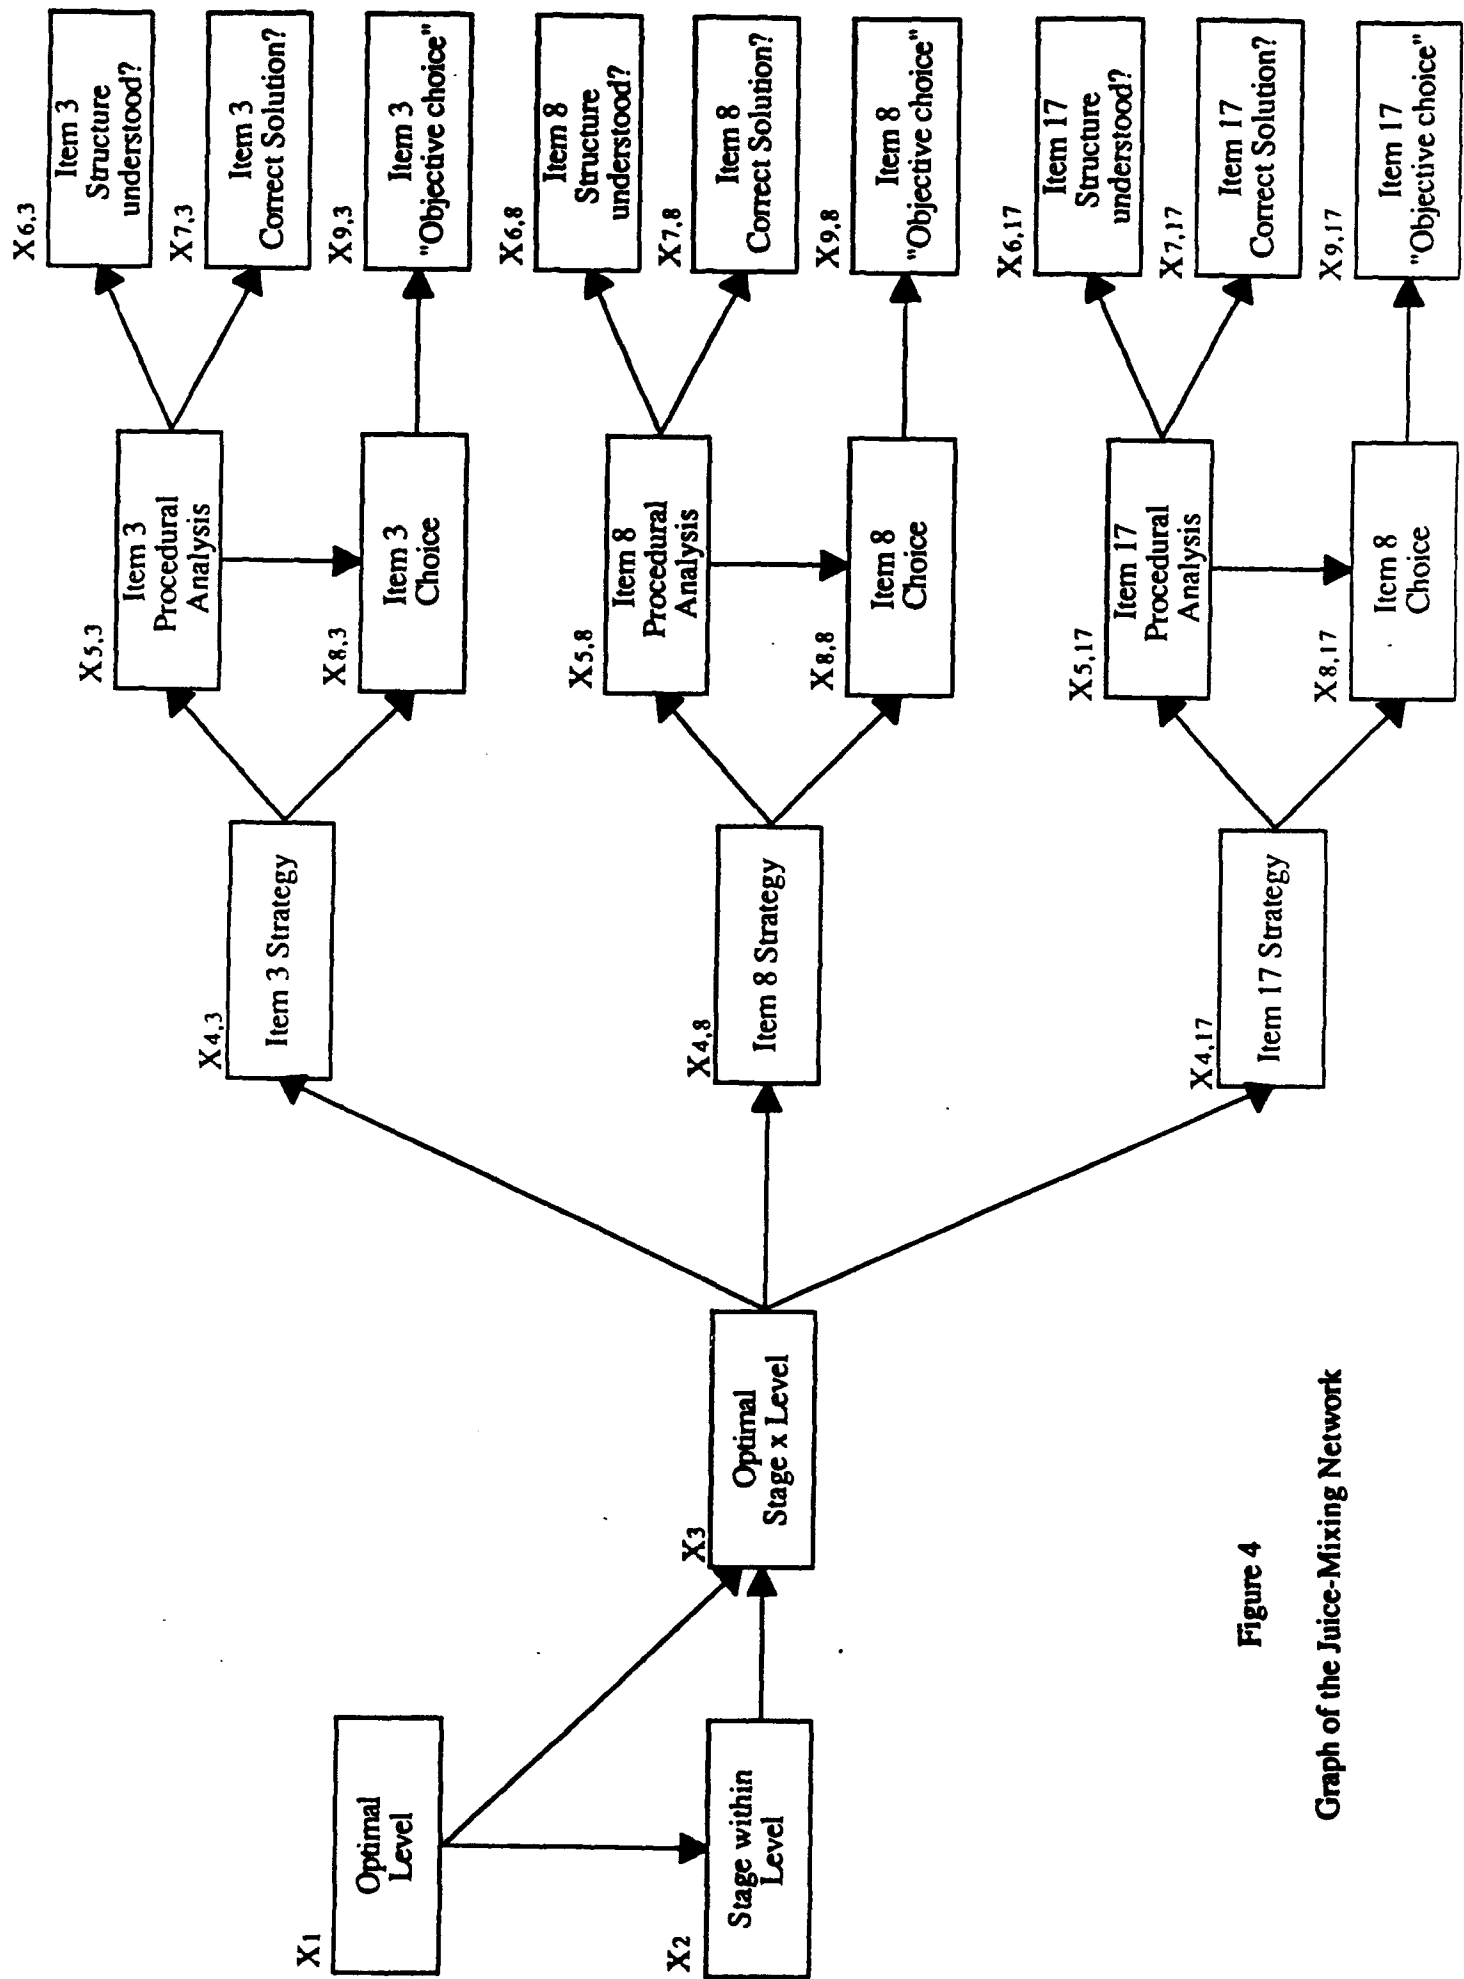 X1
Optimal
Level
X2
Stage within
Level
X3
Optimal
Stage x Level
X4,3
Item 3 Strategy
X4,8
Item 8 Strategy
X4,17
Item 17 Strategy
X5,3
Item 3
Procedural
Analysis
X8,3
Item 3
Choice
X5,8
Item 8
Procedural
Analysis
X8,8
Item 8
Choice
X5,17
Item 17
Procedural
Analysis
X8,17
Item 8
Choice
X6,3
Item 3
Structure
understood?
X7,3
Item 3
Correct Solution?
X9,3
Item 3
"Objective choice"
X6,8
Item 8
Structure
understood?
X7,8
Item 8
Correct Solution?
X9,8
Item 8
"Objective choice"
X6,17
Item 17
Structure
understood?
X7,17
Item 17
Correct Solution?
X9,17
Item 17
"Objective choice"
Figure 4
Graph of the Juice-Mixing Network